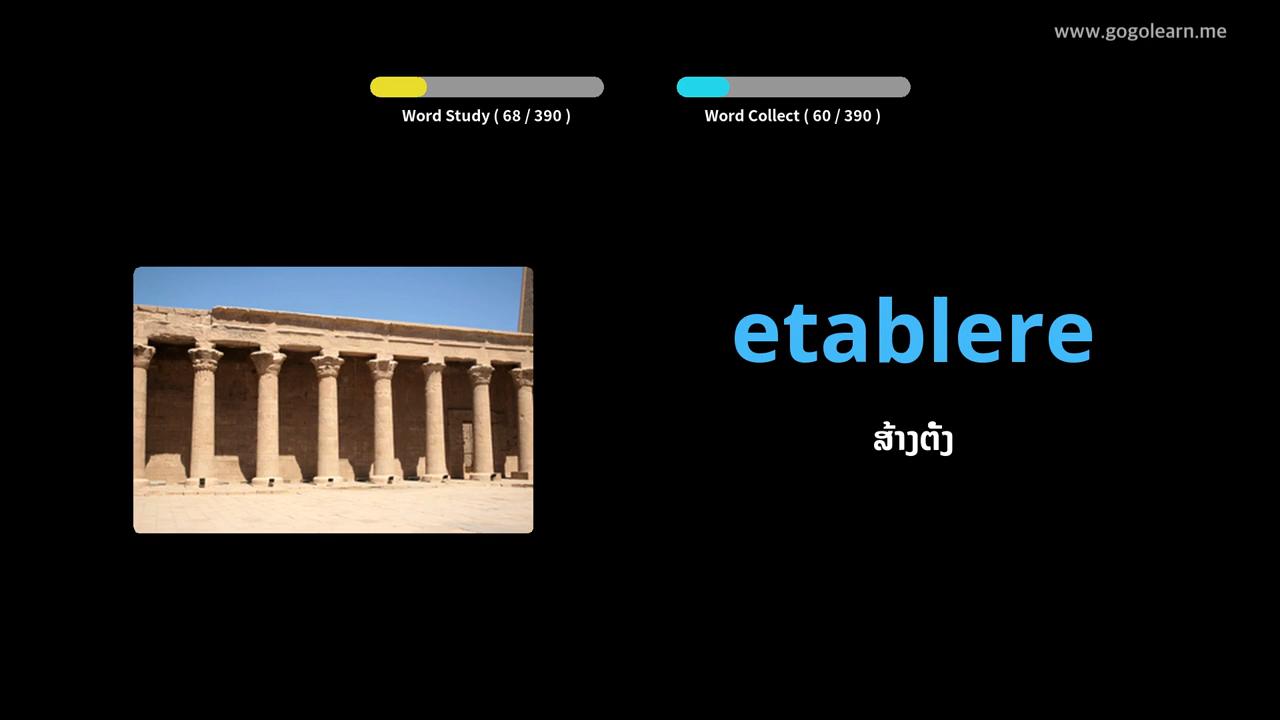 www.gogolearn.me
Word Study ( 68 / 390 )
Word Collect ( 60 / 390 )
etablere
ສ້າງຕັ້ງ